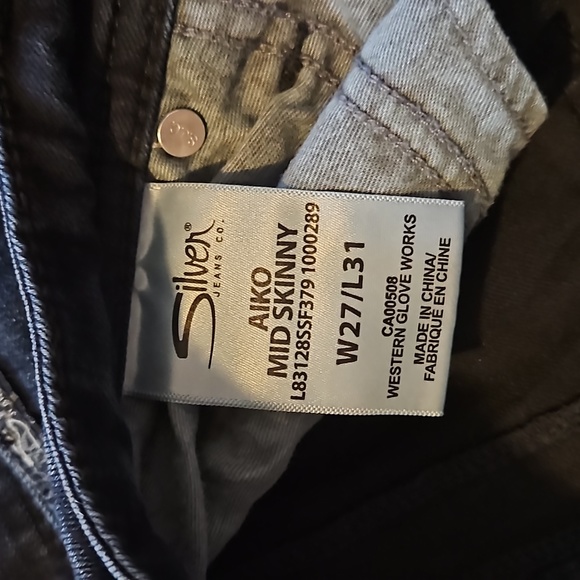 Silver®
JEANS CO.
AIKO
MID SKINNY
L83128SSF379 1000289
W27/L31
CA00508
WESTERN GLOVE WORKS
MADE IN CHINA/
FABRIQUE EN CHINE